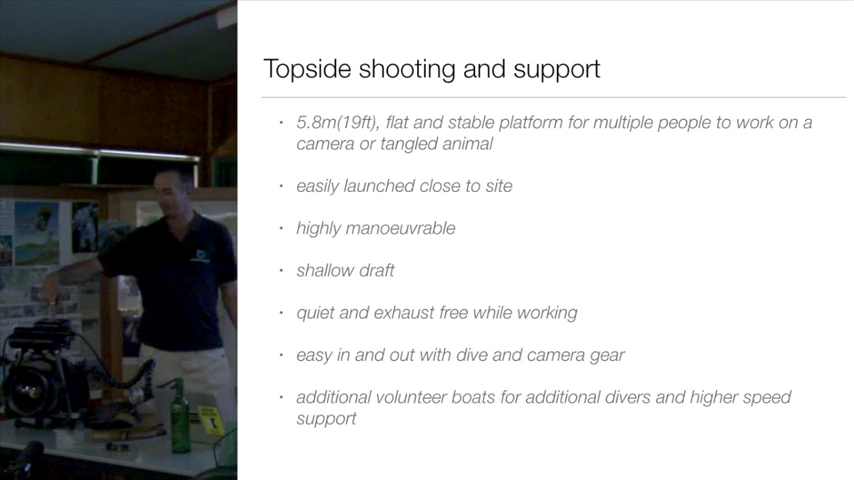 Topside shooting and support
• 5.8m(19ft), flat and stable platform for multiple people to work on a
camera or tangled animal
• easily launched close to site
• highly manoeuvrable
• shallow draft
• quiet and exhaust free while working
• easy in and out with dive and camera gear
• additional volunteer boats for additional divers and higher speed
support